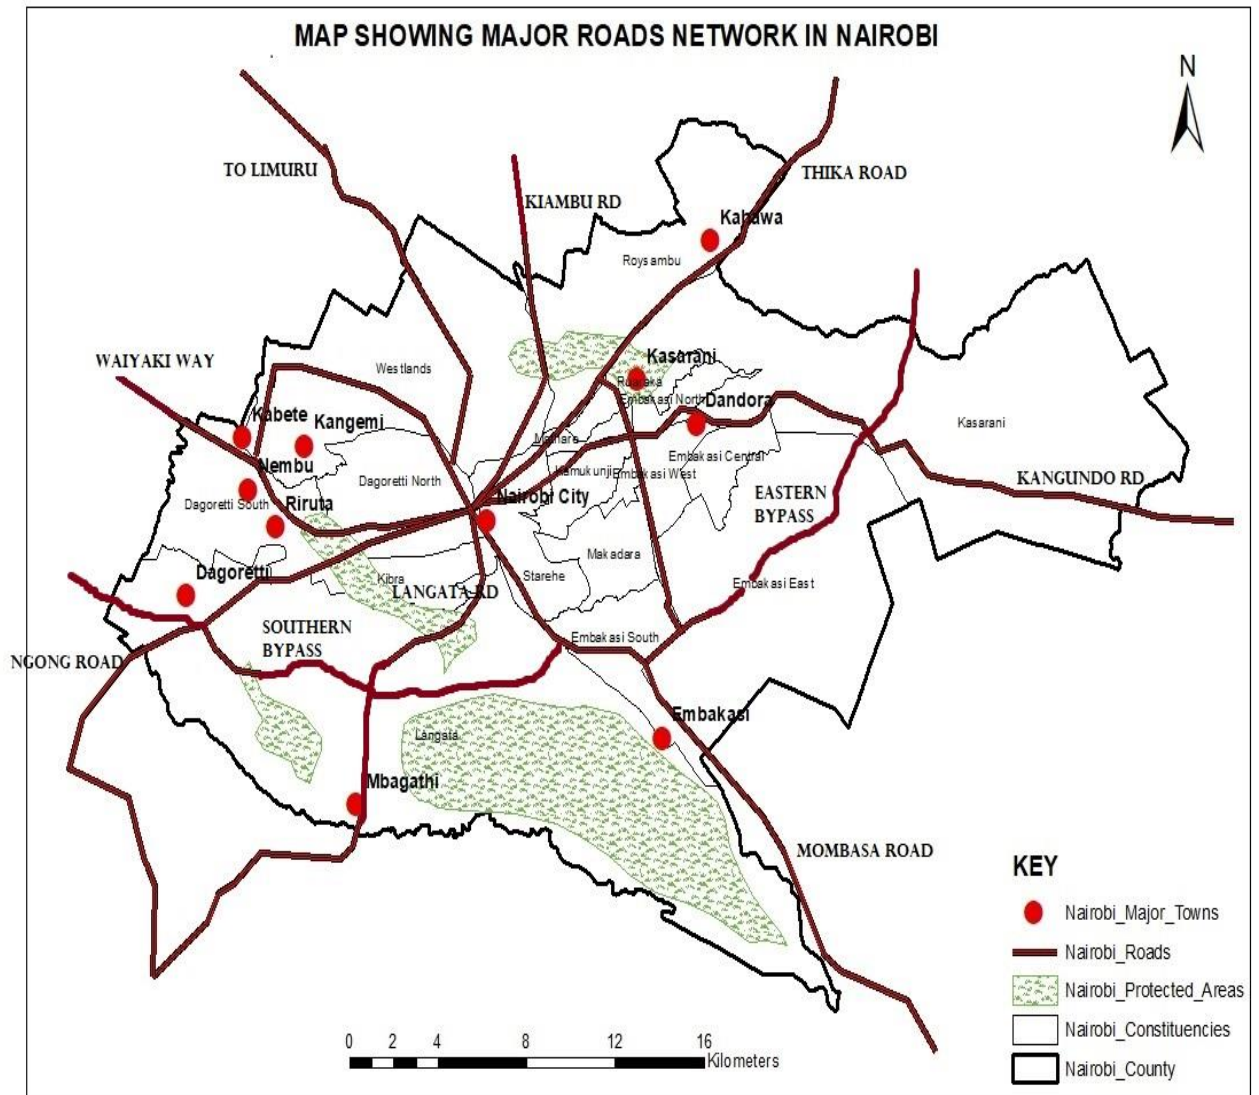 MAP SHOWING MAJOR ROADS NETWORK IN NAIROBI
N
TO LIMURU
THIKA ROAD
KIAMBU RD
Kahawa
Roysambu
WAIYAKI WAY
Westlands
Kasarani
Ruaraka
Embakasi North
Dandora
Kabete
Kangemi
Kasarani
Mathare
Nembu
Kamukunji
Embakasi West
Embakasi Central
Dagoretti North
KANGUNDO RD
Dagoretti South
Riruta
Nairobi City
EASTERN
BYPASS
Makadara
Dagoretti
Kibra
Starehe
Embakasi East
LANGATA RD
SOUTHERN
BYPASS
Embakasi South
NGONG ROAD
Embakasi
Langata
Mbagathi
MOMBASA ROAD
KEY
Nairobi_Major_Towns
Nairobi_Roads
Nairobi_Protected_Areas
Nairobi_Constituencies
Nairobi_County
0 2 4 8 12 16
Kilometers